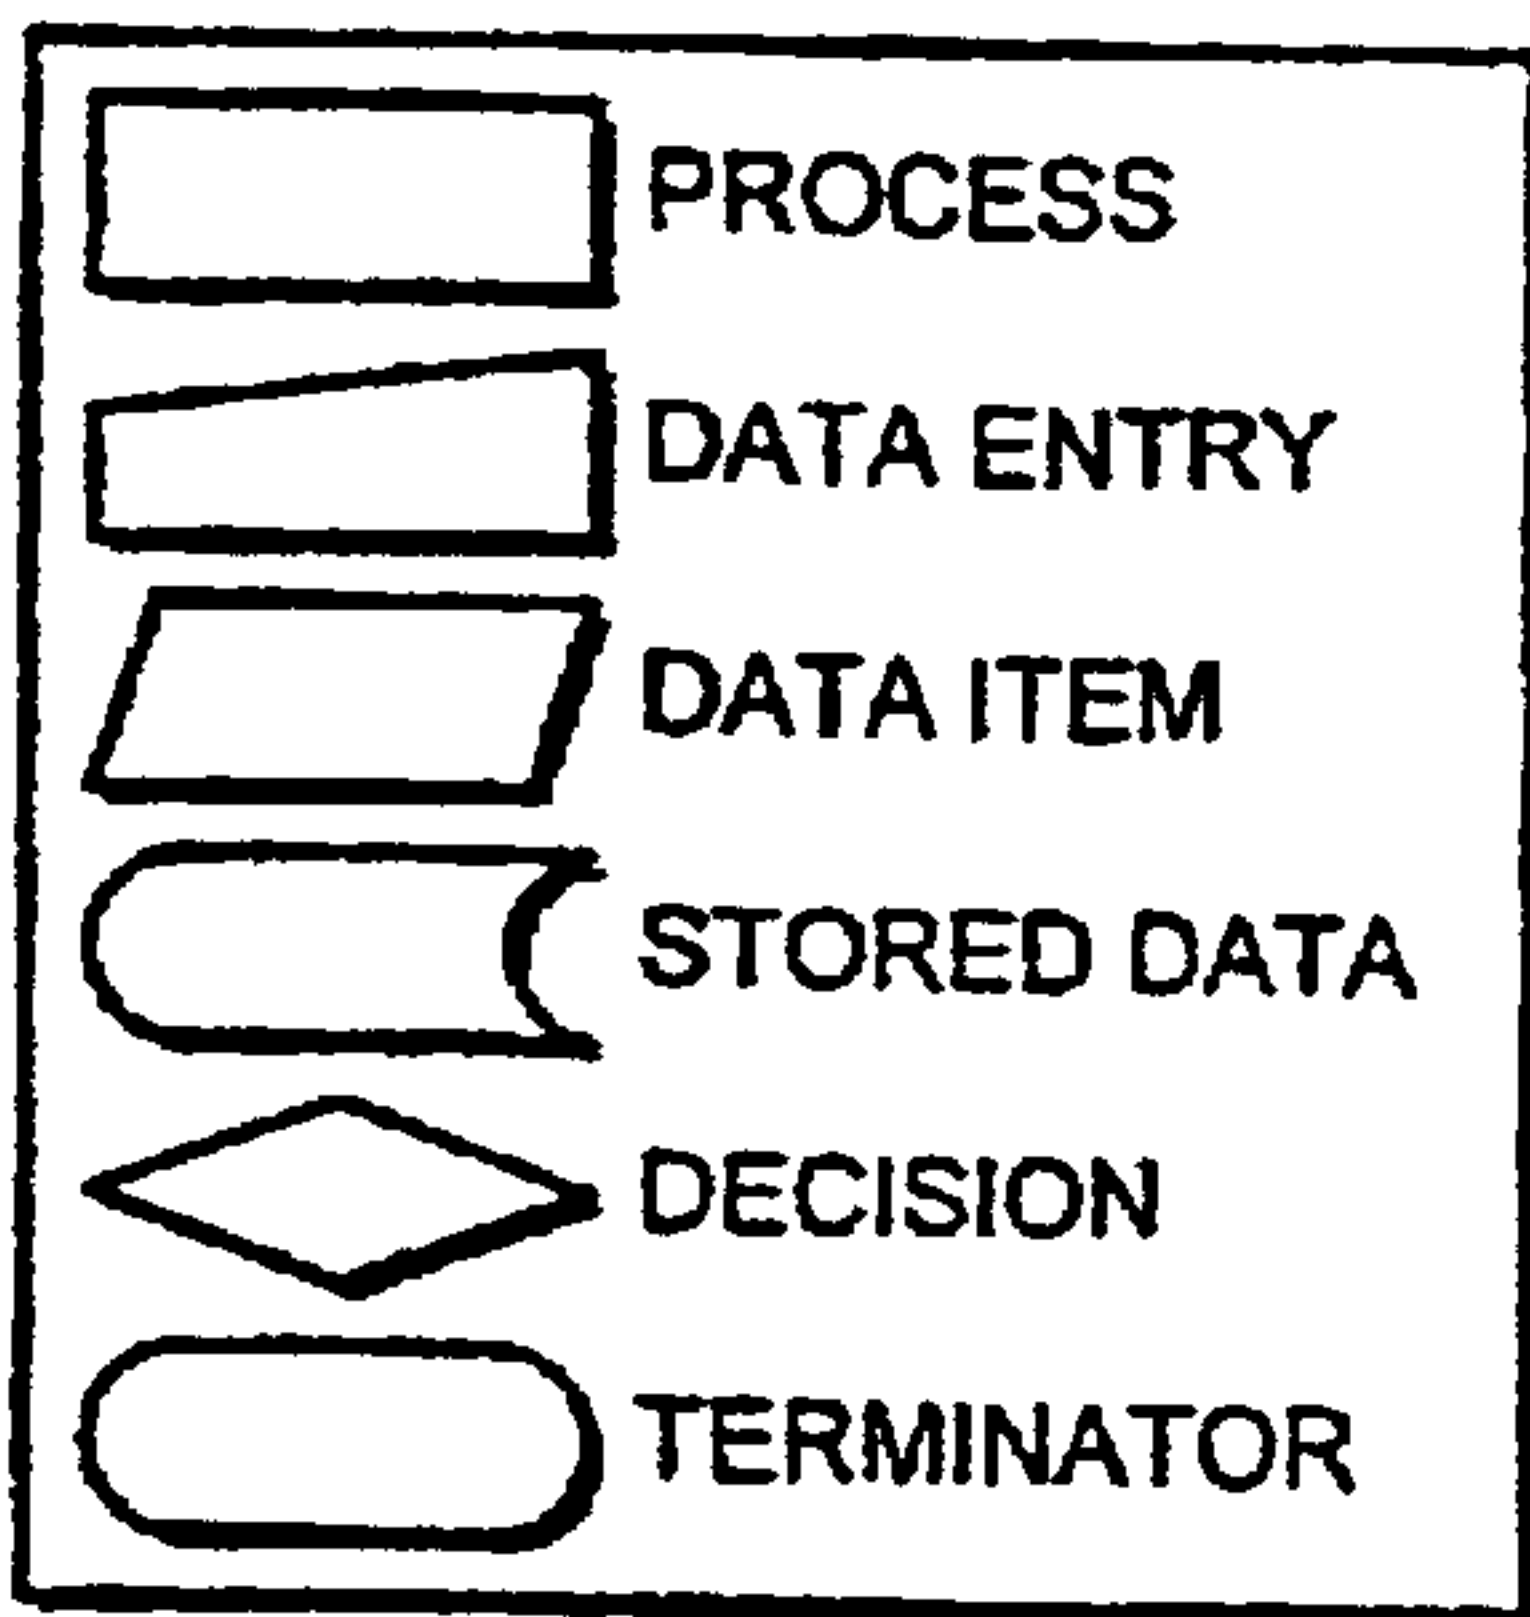 PROCESS
DATA ENTRY
DATA ITEM
STORED DATA
DECISION
TERMINATOR